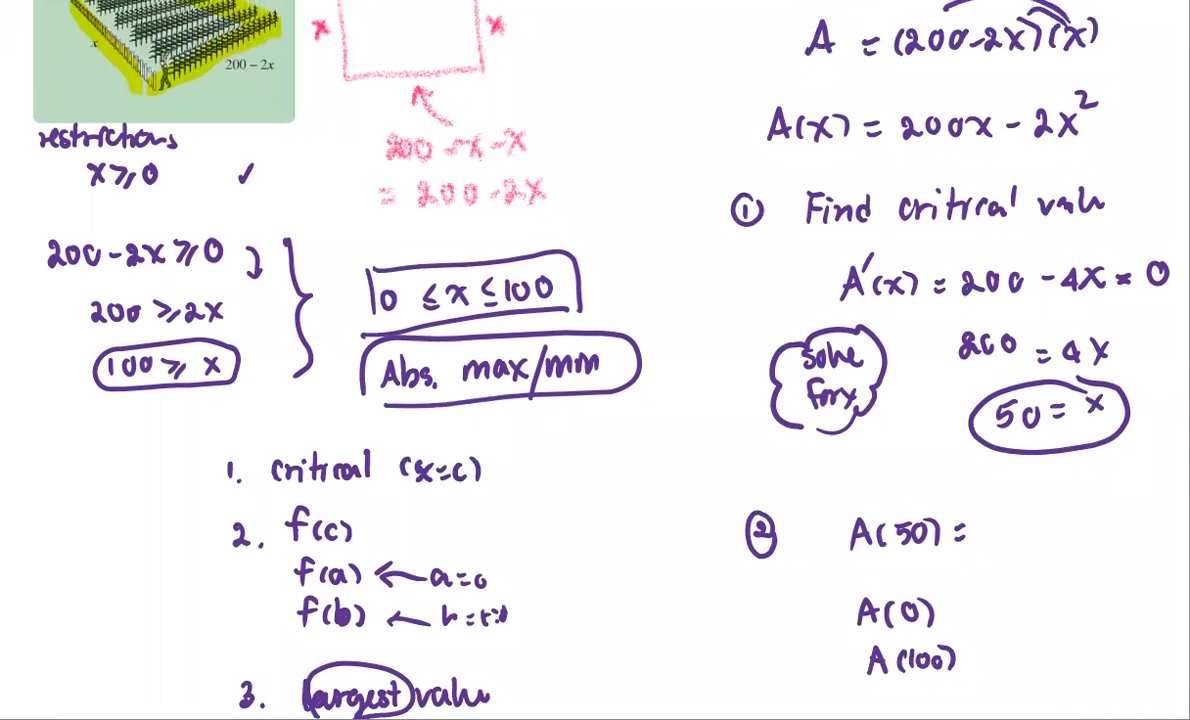 x
200 - 2x
x
x
200 - x - x
= 200 - 2x
restrictions
x ≥ 0 ✓
200 - 2x ≥ 0
200 ≥ 2x
100 ≥ x
0 ≤ x ≤ 100
Abs. max/min
1. critical (x=c)
2. f(c)
f(a) ← a=0
f(b) ←
3. largest value
A = (200-2x)(x)
A(x) = 200x - 2x²
① Find critical value
A'(x) = 200 - 4x = 0
solve
for x
200 = 4x
50 = x
② A(50) =
A(0)
A(100)